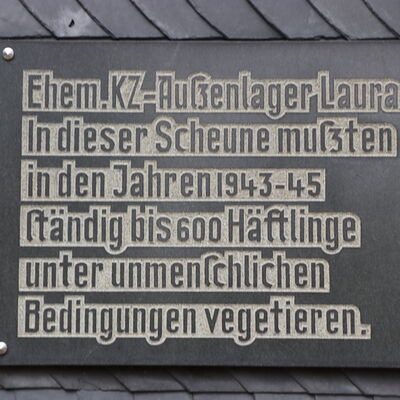 Ehem. KZ-Außenlager Laura
In dieser Scheune mußten
in den Jahren 1943-45
ständig bis 600 Häftlinge
unter unmenschlichen
Bedingungen vegetieren.